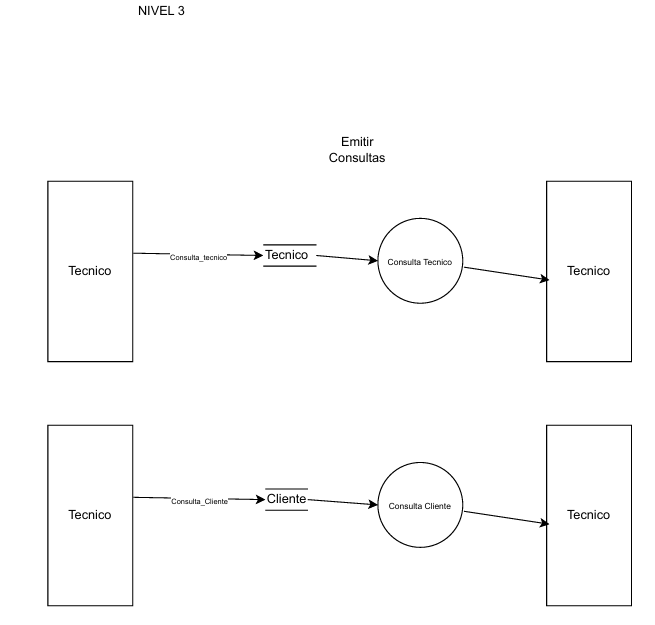 NIVEL 3
Emitir
Consultas
Tecnico
Consulta_tecnico
Tecnico
Consulta Tecnico
Tecnico
Tecnico
Consulta_Cliente
Cliente
Consulta Cliente
Tecnico